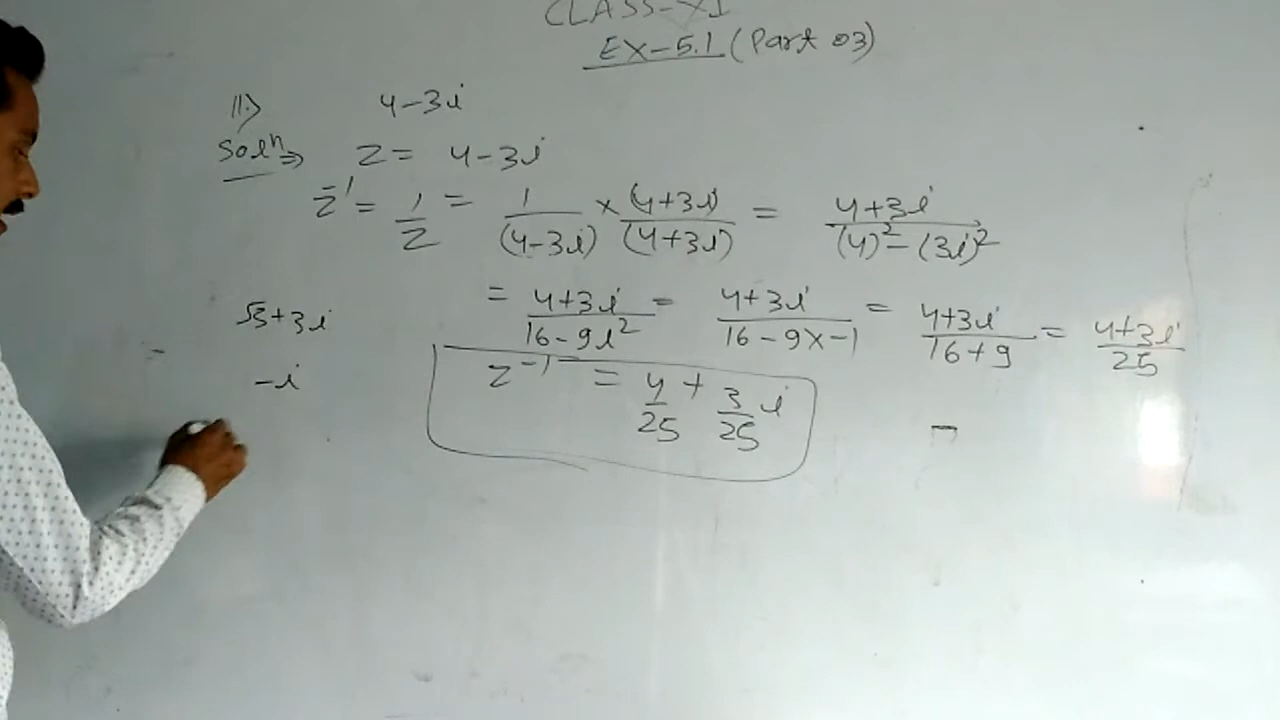 CLASS-XI
EX-5.1 (Part 03)
11> 4-3i
Solⁿ⇒ z = 4-3i
z⁻¹ = 1/z = 1/(4-3i) × (4+3i)/(4+3i) = 4+3i/(4)²-(3i)²
= 4+3i/16-9i² = 4+3i/16-9x-1 = 4+3i/16+9 = 4+3i/25
√5+3i
-i
z⁻¹ = 4/25 + 3/25 i